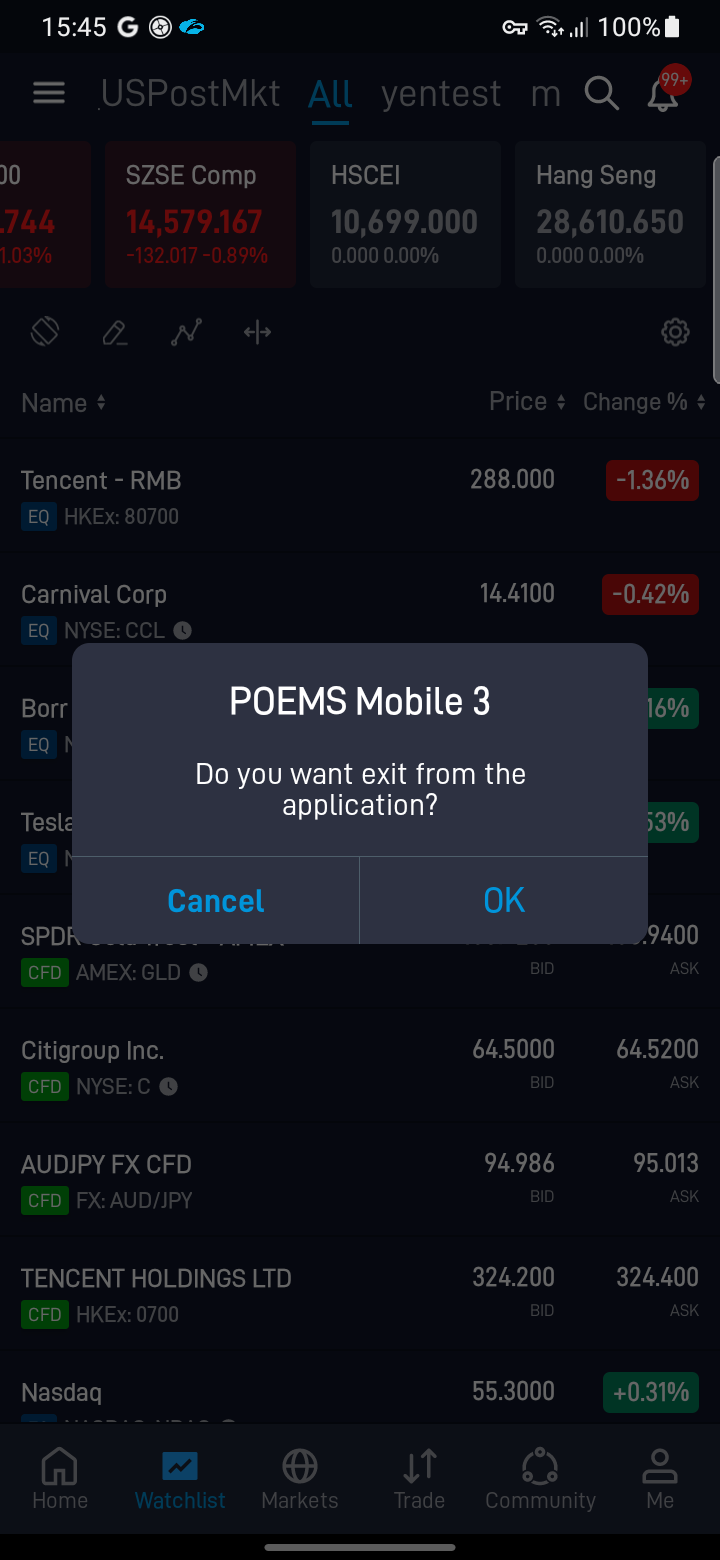 15:45 G 100%
USPostMkt All yentest m 99+
00 SZSE Comp HSCEI Hang Seng
.744 14,579.167 10,699.000 28,610.650
1.03% -132.017 -0.89% 0.000 0.00% 0.000 0.00%
Name Price Change %
Tencent - RMB 288.000 -1.36%
EQ HKEx: 80700
Carnival Corp 14.4100 -0.42%
EQ NYSE: CCL
Borr 16%
EQ N
Tesla 53%
EQ N
POEMS Mobile 3
Do you want exit from the
application?
Cancel OK
SPDR .9400
CFD AMEX: GLD BID ASK
Citigroup Inc. 64.5000 64.5200
CFD NYSE: C BID ASK
AUDJPY FX CFD 94.986 95.013
CFD FX: AUD/JPY BID ASK
TENCENT HOLDINGS LTD 324.200 324.400
CFD HKEx: 0700 BID ASK
Nasdaq 55.3000 +0.31%
Home Watchlist Markets Trade Community Me